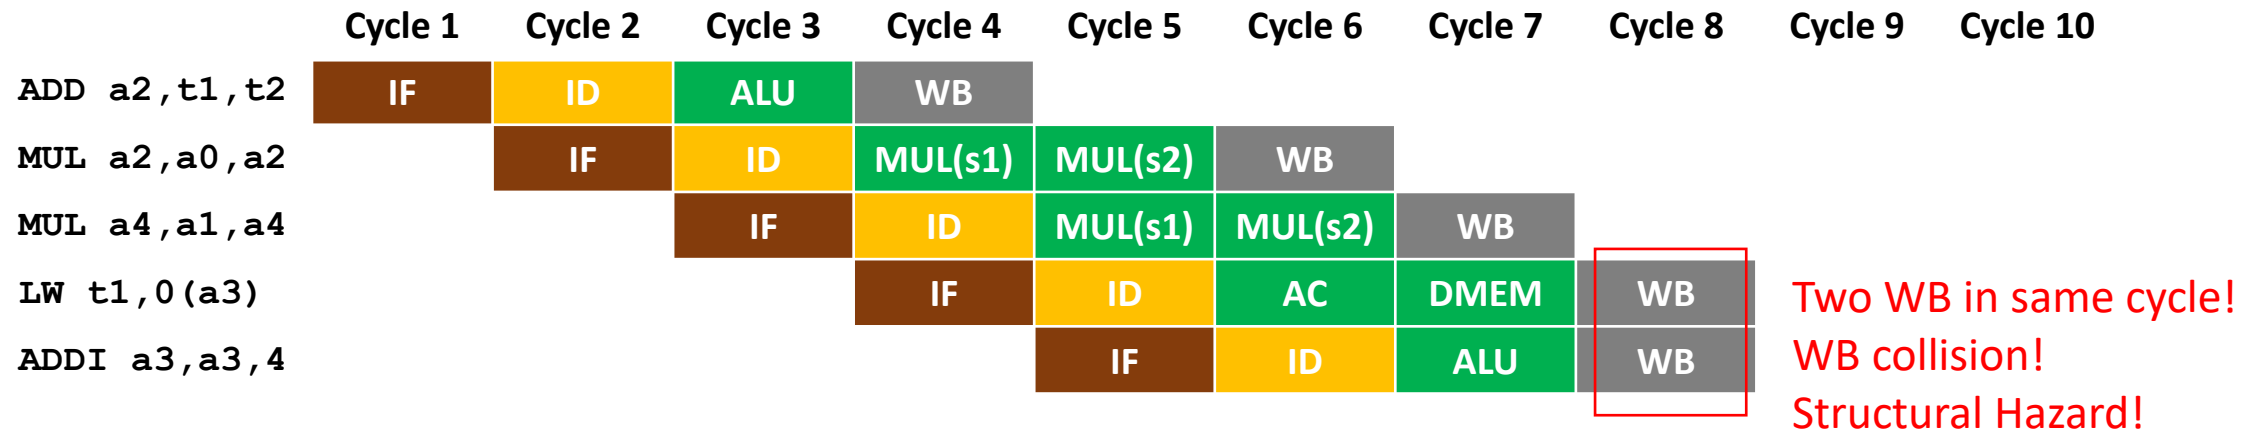 Cycle 1 Cycle 2 Cycle 3 Cycle 4 Cycle 5 Cycle 6 Cycle 7 Cycle 8 Cycle 9 Cycle 10
ADD a2,t1,t2 IF ID ALU WB
MUL a2,a0,a2 IF ID MUL(s1) MUL(s2) WB
MUL a4,a1,a4 IF ID MUL(s1) MUL(s2) WB
LW t1,0(a3) IF ID AC DMEM WB Two WB in same cycle!
ADDI a3,a3,4 IF ID ALU WB WB collision!
Structural Hazard!